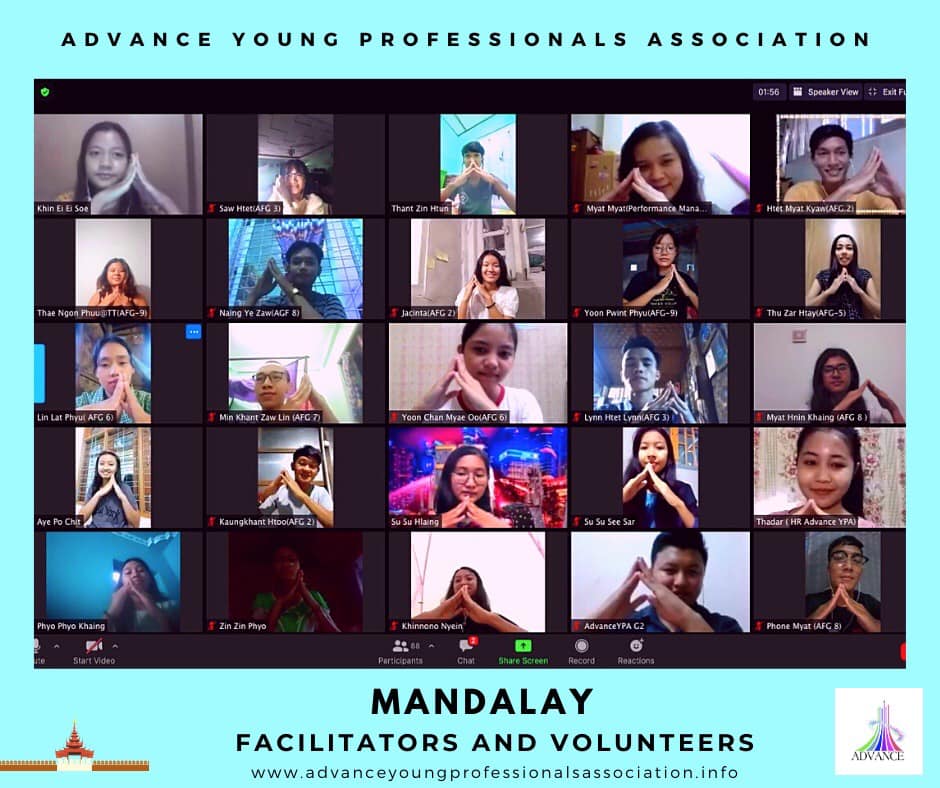 ADVANCE YOUNG PROFESSIONALS ASSOCIATION
01:56 Speaker View Exit Fu
Khin Ei Ei Soe
Saw Htet(AFG 3)
Thant Zin Htun
Myat Myat(Performance Mana...
Htet Myat Kyaw(AFG.2)
Thae Ngon Phuu@TT(AFG-9)
Naing Ye Zaw(AGF 8)
Jacinta(AFG 2)
Yoon Pwint Phyu(AFG-9)
Thu Zar Htay(AFG-5)
Lin Lat Phyu( AFG 6)
Min Khant Zaw Lin (AFG 7)
Yoon Chan Myae Oo(AFG 6)
Lynn Htet Lynn(AFG 3)
Myat Hnin Khaing (AFG 8 )
Aye Po Chit
Kaungkhant Htoo(AFG 2)
Su Su Hlaing
Su Su See Sar
Thadar ( HR Advance YPA)
Phyo Phyo Khaing
Zin Zin Phyo
Khinnono Nyein
AdvanceYPA G2
Phone Myat (AFG 8)
ute
Start Video
Participants 68
Chat 2
Share Screen
Record
Reactions
MANDALAY
FACILITATORS AND VOLUNTEERS
www.advanceyoungprofessionalsassociation.info
ADVANCE